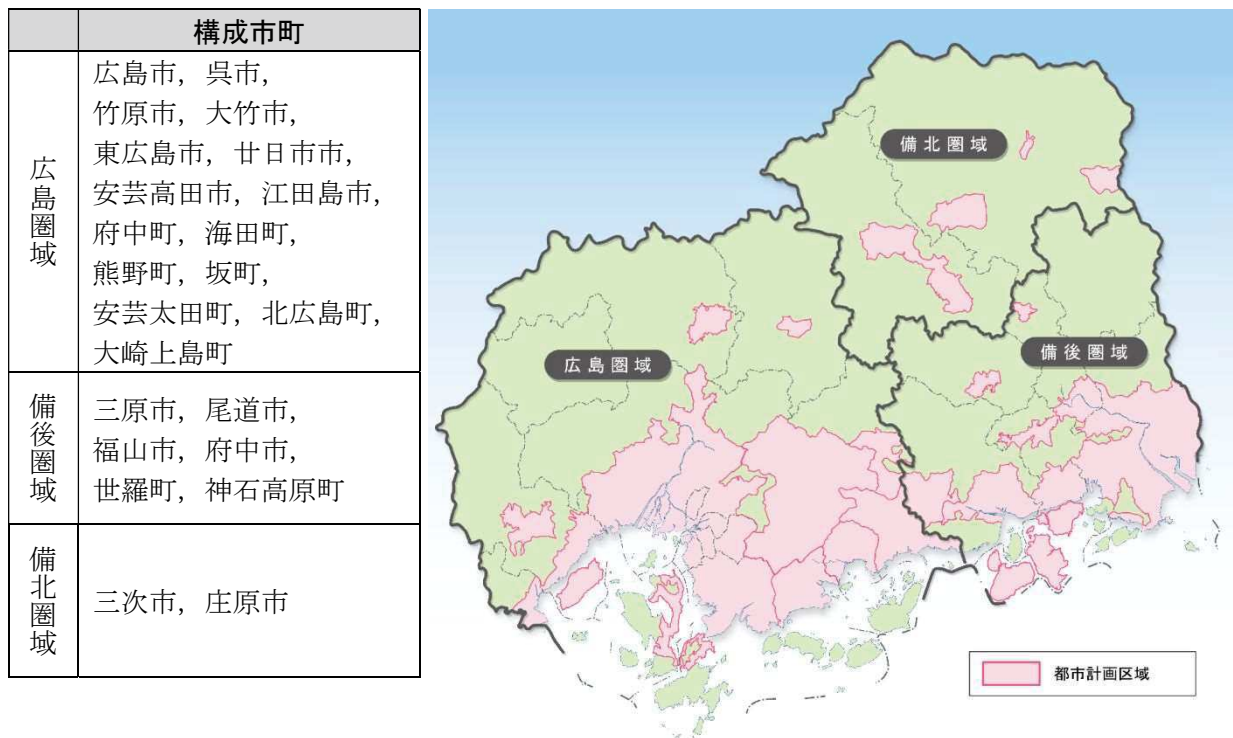 構成市町
広島圏域
広島市，呉市，
竹原市，大竹市，
東広島市，廿日市市，
安芸高田市，江田島市，
府中町，海田町，
熊野町，坂町，
安芸太田町，北広島町，
大崎上島町
備後圏域
三原市，尾道市，
福山市，府中市，
世羅町，神石高原町
備北圏域
三次市，庄原市
備北圏域
広島圏域
備後圏域
都市計画区域